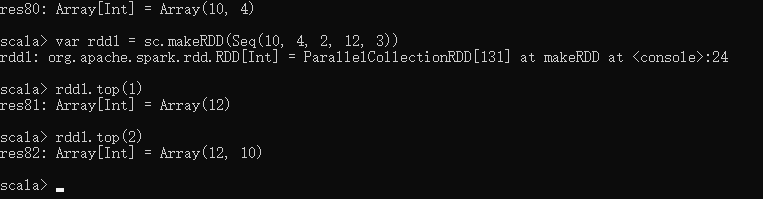 res80: Array[Int] = Array(10, 4)
scala> var rdd1 = sc.makeRDD(Seq(10, 4, 2, 12, 3))
rdd1: org.apache.spark.rdd.RDD[Int] = ParallelCollectionRDD[131] at makeRDD at <console>:24
scala> rdd1.top(1)
res81: Array[Int] = Array(12)
scala> rdd1.top(2)
res82: Array[Int] = Array(12, 10)
scala>